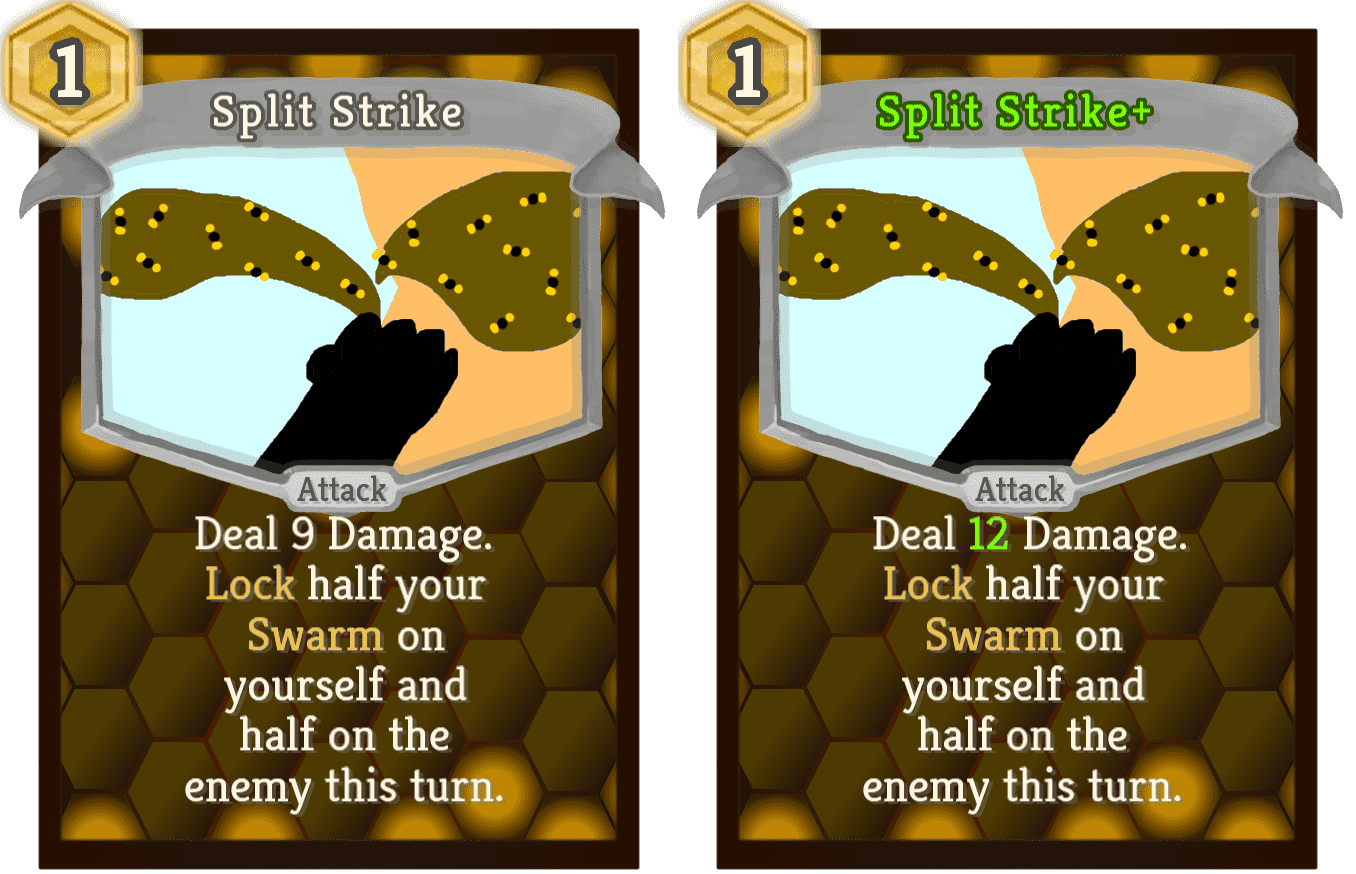 1
Split Strike
Attack
Deal 9 Damage.
Lock half your
Swarm on
yourself and
half on the
enemy this turn.
1
Split Strike+
Attack
Deal 12 Damage.
Lock half your
Swarm on
yourself and
half on the
enemy this turn.